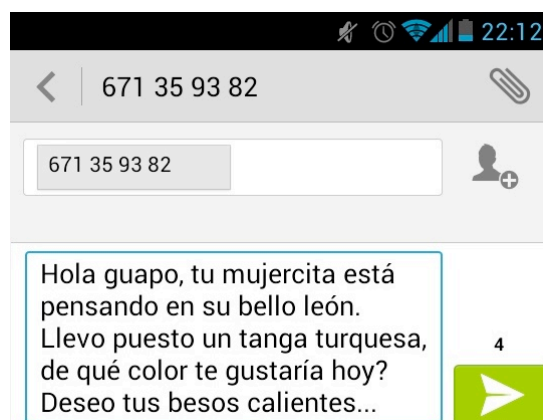 22:12
671 35 93 82
671 35 93 82
Hola guapo, tu mujercita está
pensando en su bello león.
Llevo puesto un tanga turquesa,
de qué color te gustaría hoy?
Deseo tus besos calientes...
4